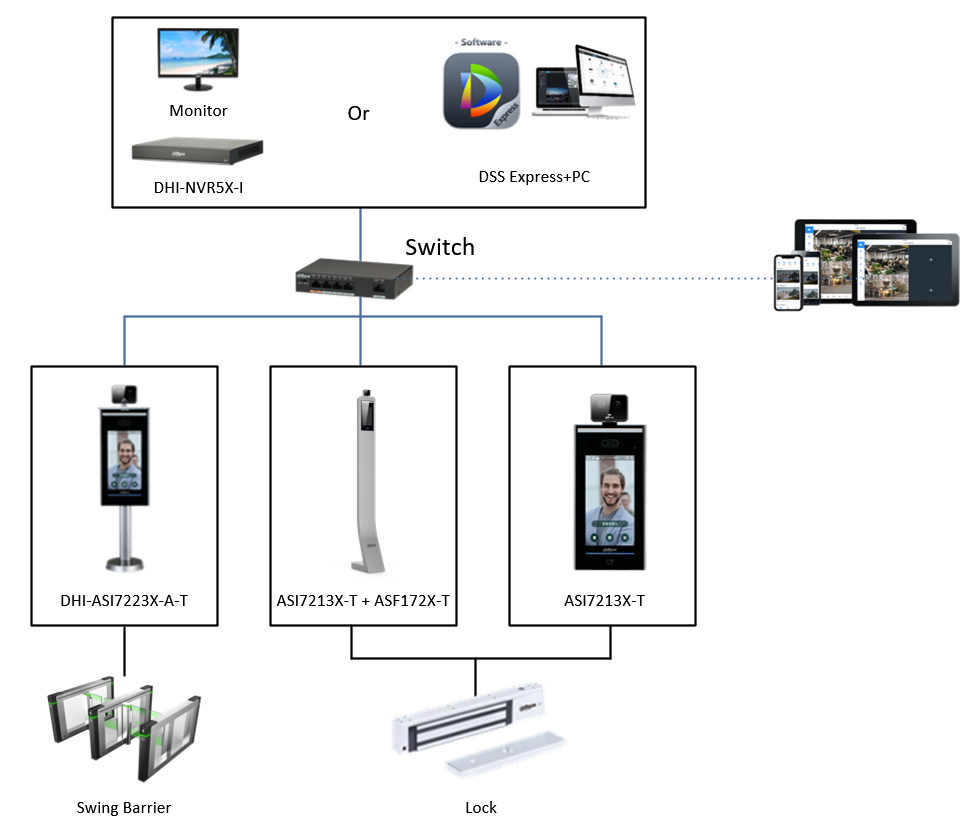 - Software -
Express
Monitor
Or
DHI-NVR5X-I
DSS Express+PC
Switch
DHI-ASI7223X-A-T
ASI7213X-T + ASF172X-T
ASI7213X-T
Swing Barrier
Lock